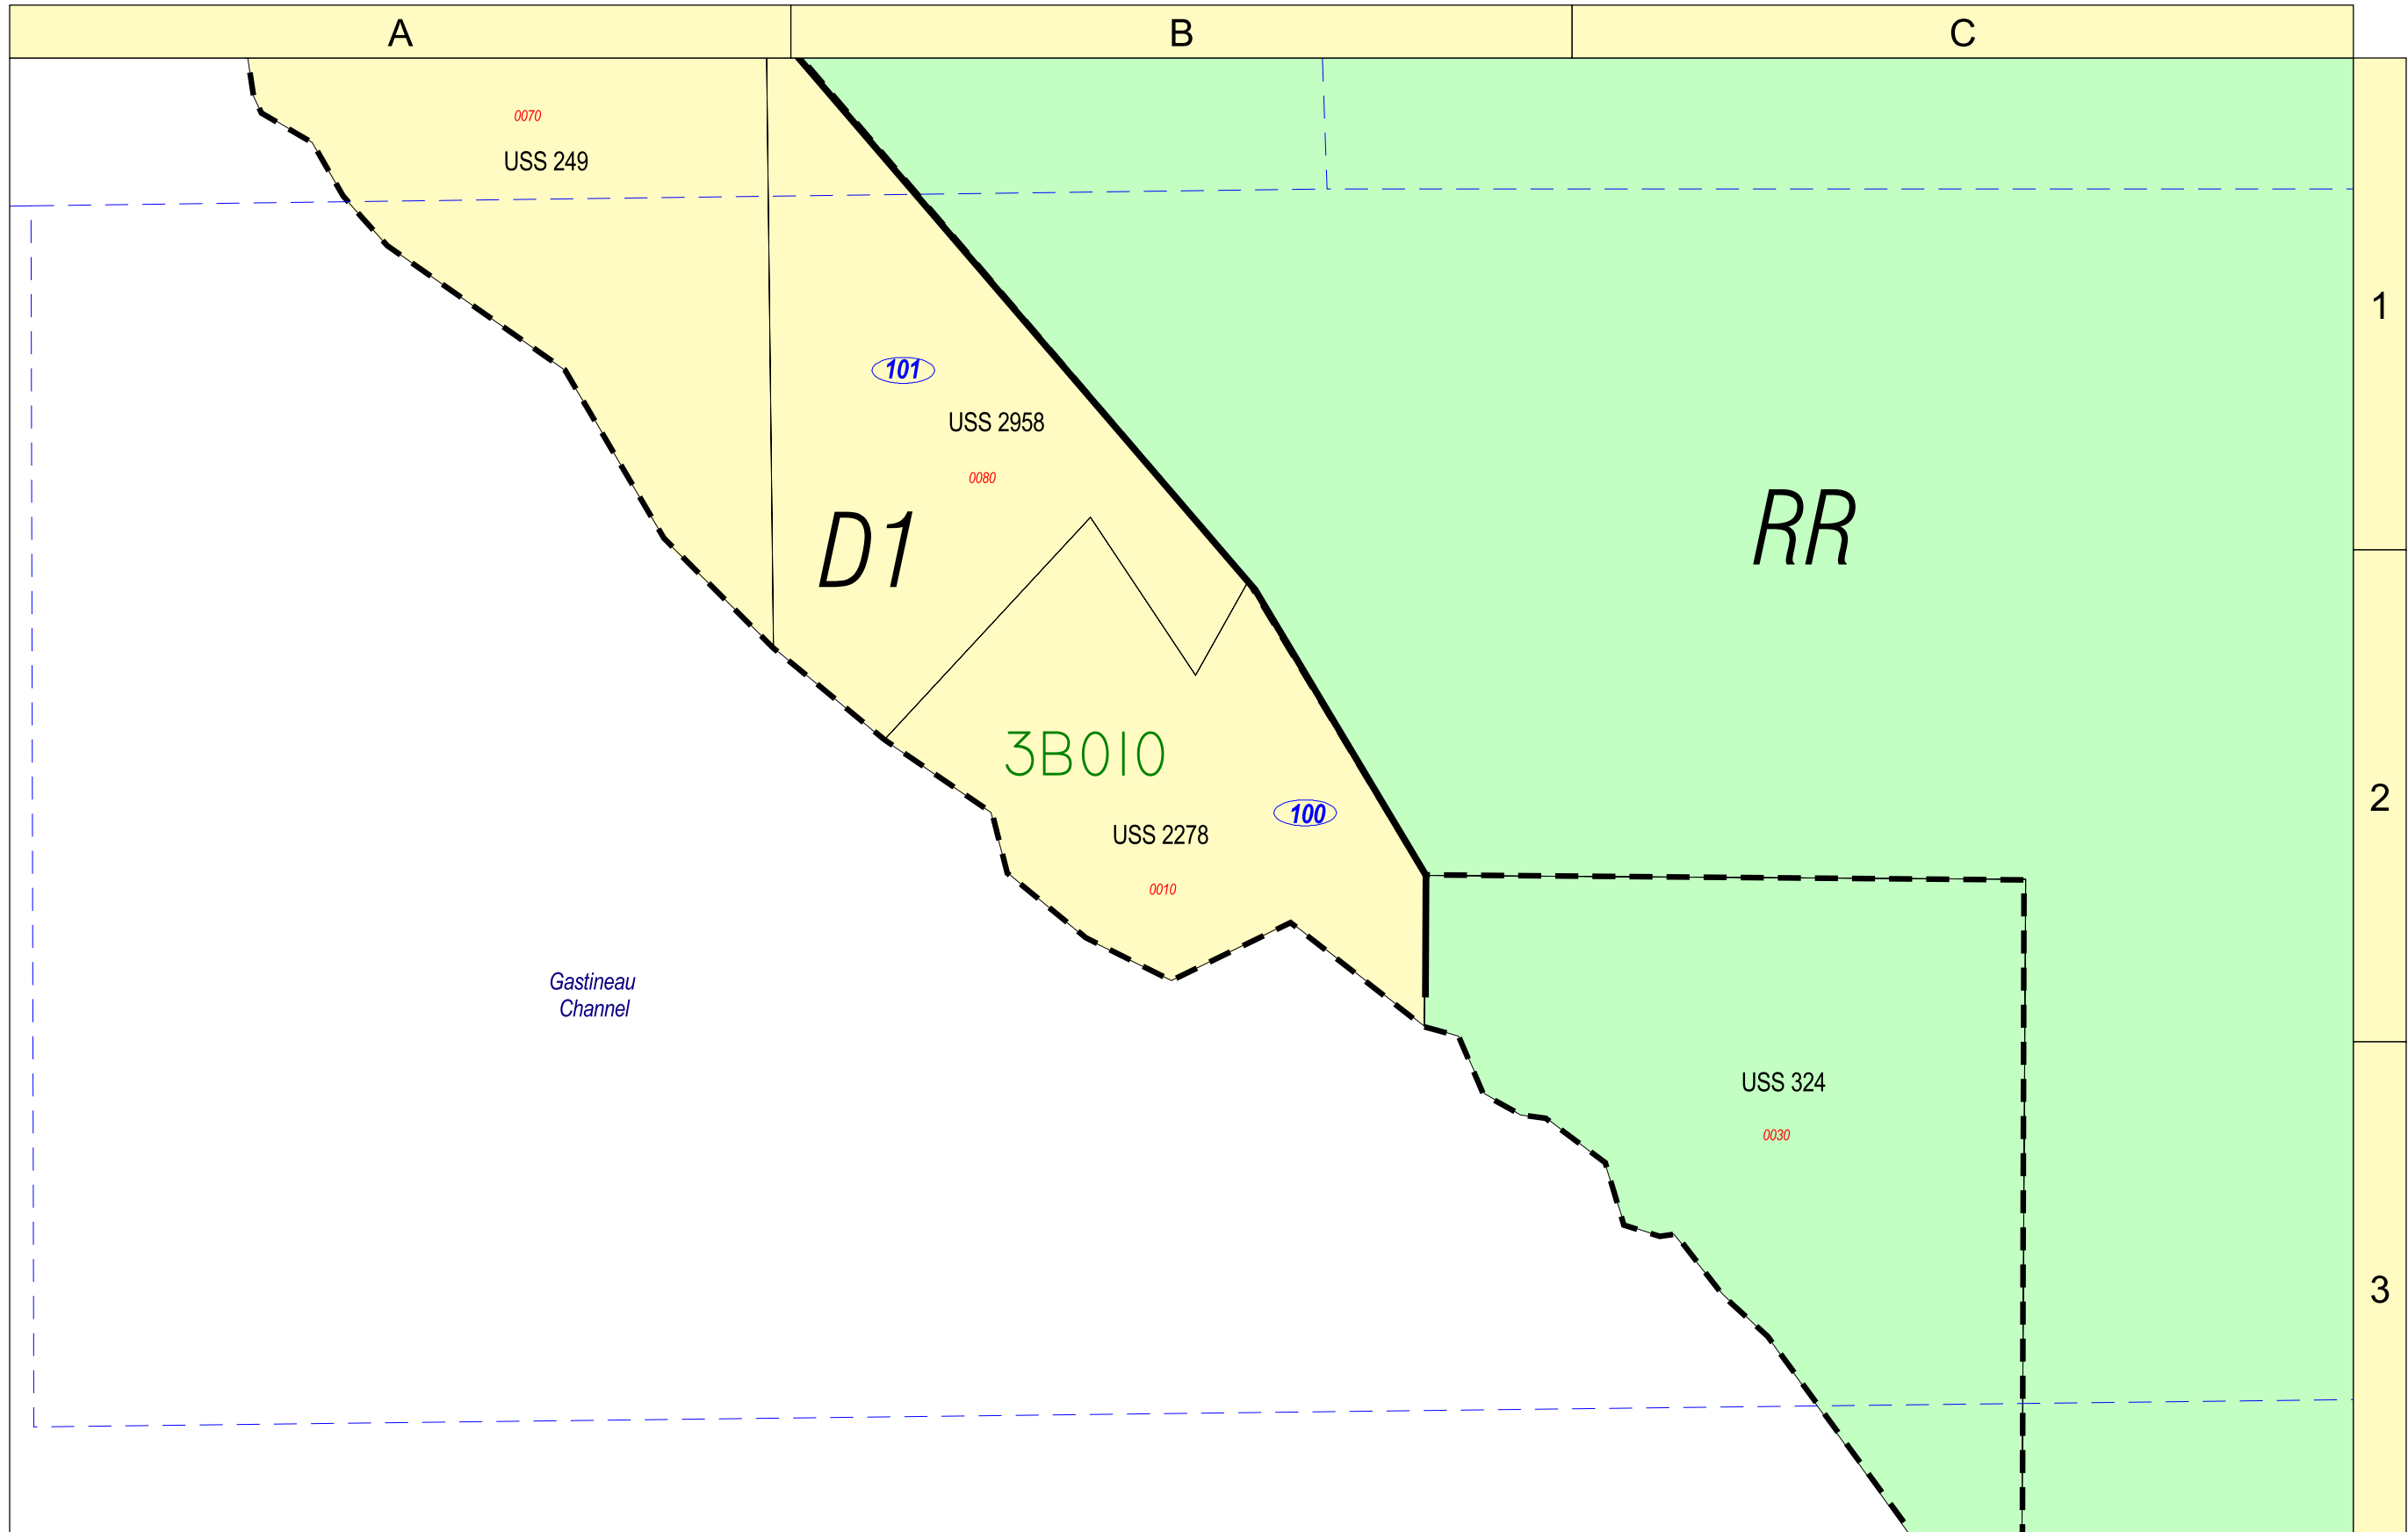 A
B
C
0070
USS 249
1
101
USS 2958
0080
D1
RR
3B010
2
100
USS 2278
0010
Gastineau
Channel
USS 324
0030
3